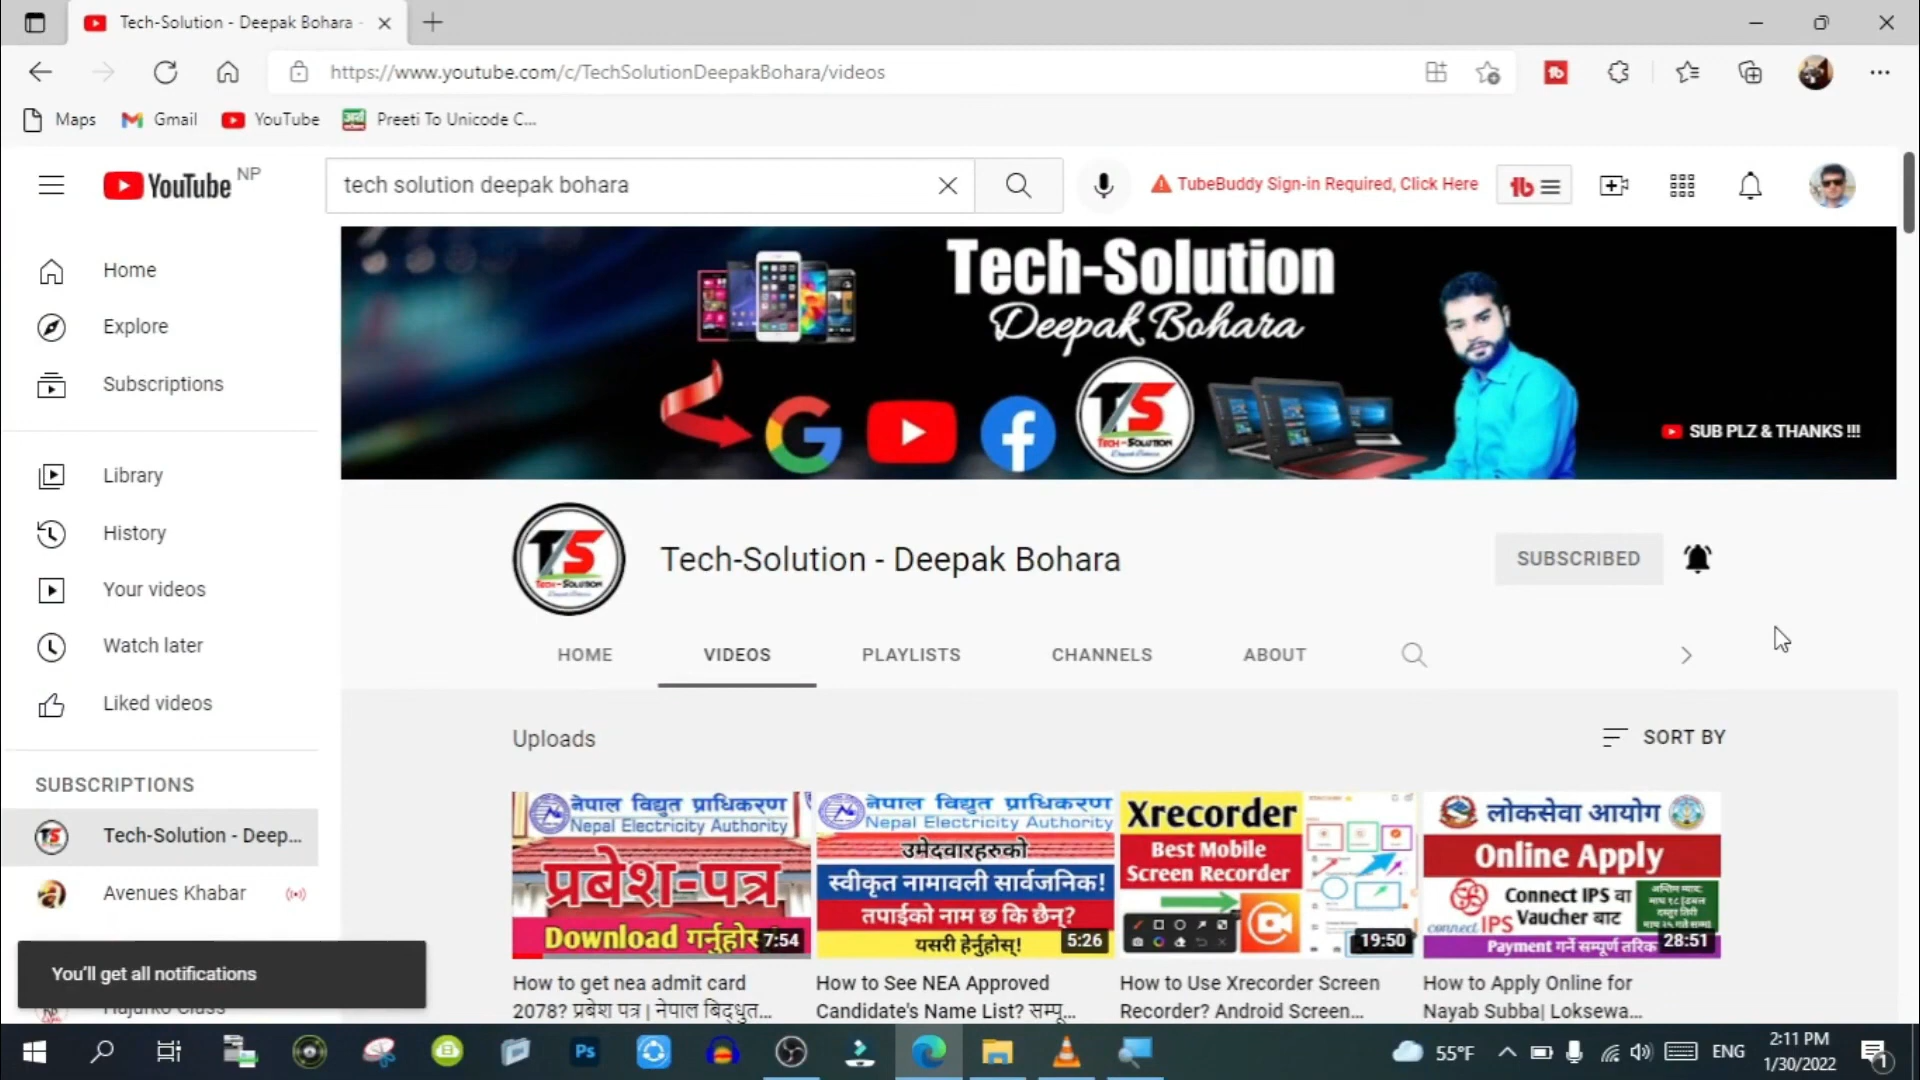 Tech-Solution - Deepak Bohara -
https://www.youtube.com/c/TechSolutionDeepakBohara/videos
Maps
Gmail
YouTube
Preeti To Unicode C...
YouTube NP
tech solution deepak bohara
TubeBuddy Sign-in Required, Click Here
Home
Explore
Subscriptions
Library
History
Your videos
Watch later
Liked videos
SUBSCRIPTIONS
Tech-Solution - Deep...
Avenues Khabar
You'll get all notifications
Tech-Solution
Deepak Bohara
TS
TECH-SOLUTION
SUB PLZ & THANKS !!!
Tech-Solution - Deepak Bohara
SUBSCRIBED
HOME
VIDEOS
PLAYLISTS
CHANNELS
ABOUT
Uploads
SORT BY
नेपाल विद्युत प्राधिकरण
Nepal Electricity Authority
प्रबेश-पत्र
Download गर्नुहोस
7:54
How to get nea admit card
2078? प्रबेश पत्र | नेपाल बिद्धुत...
नेपाल विद्युत प्राधिकरण
Nepal Electricity Authority
उमेदवारहरुको
स्वीकृत नामावली सार्वजनिक!
तपाईको नाम छ कि छैन?
यसरी हेर्नुहोस्!
5:26
How to See NEA Approved
Candidate's Name List? सम्पू...
Xrecorder
Best Mobile
Screen Recorder
19:50
How to Use Xrecorder Screen
Recorder? Android Screen...
लोकसेवा आयोग
Online Apply
Connect IPS वा
Vaucher बाट
connect IPS
Payment गर्ने सम्पूर्ण तरिका
28:51
How to Apply Online for
Nayab Subba| Loksewa...
Ps
55°F
ENG
2:11 PM
1/30/2022
1